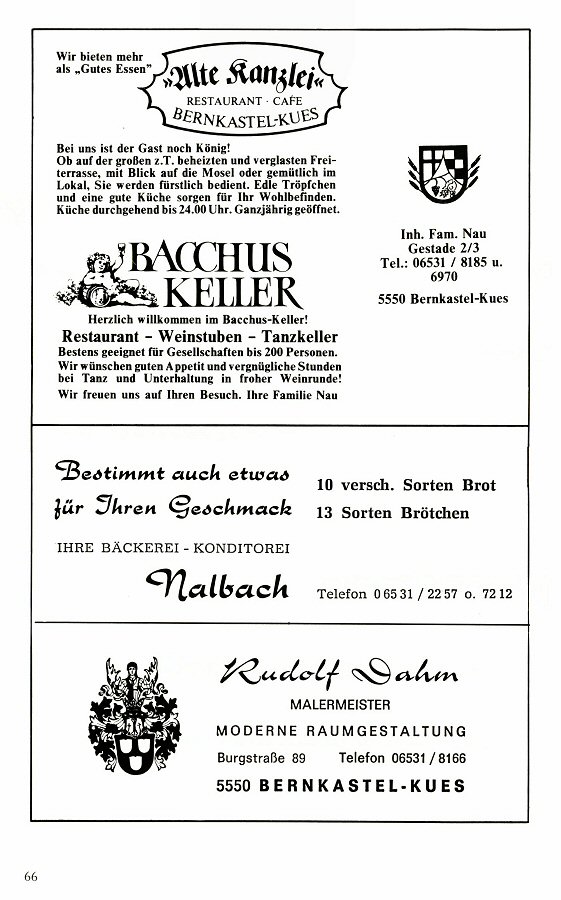 Wir bieten mehr
als „Gutes Essen”
„Alte Kanzlei“
RESTAURANT · CAFE
BERNKASTEL-KUES
Bei uns ist der Gast noch König!
Ob auf der großen z.T. beheizten und verglasten Frei-
terrasse, mit Blick auf die Mosel oder gemütlich im
Lokal, Sie werden fürstlich bedient. Edle Tröpfchen
und eine gute Küche sorgen für Ihr Wohlbefinden.
Küche durchgehend bis 24.00 Uhr. Ganzjährig geöffnet.
Inh. Fam. Nau
Gestade 2/3
Tel.: 06531 / 8185 u.
6970
5550 Bernkastel-Kues
BACCHUS
KELLER
Herzlich willkommen im Bacchus-Keller!
Restaurant – Weinstuben – Tanzkeller
Bestens geeignet für Gesellschaften bis 200 Personen.
Wir wünschen guten Appetit und vergnügliche Stunden
bei Tanz und Unterhaltung in froher Weinrunde!
Wir freuen uns auf Ihren Besuch. Ihre Familie Nau
Bestimmt auch etwas
für Ihren Geschmack
10 versch. Sorten Brot
13 Sorten Brötchen
IHRE BÄCKEREI - KONDITOREI
Nalbach
Telefon 0 65 31 / 22 57 o. 72 12
Rudolf Dahm
MALERMEISTER
MODERNE RAUMGESTALTUNG
Burgstraße 89 Telefon 06531 / 8166
5550 BERNKASTEL-KUES
66